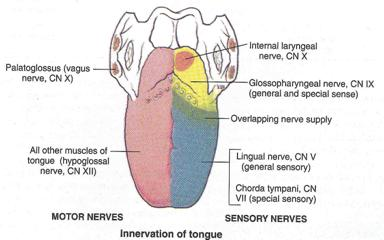 Internal laryngeal
nerve, CN X
Palatoglossus (vagus
nerve, CN X)
Glossopharyngeal nerve, CN IX
(general and special sense)
Overlapping nerve supply
All other muscles of
tongue (hypoglossal
nerve, CN XII)
Lingual nerve, CN V
(general sensory)
Chorda tympani, CN
VII (special sensory)
MOTOR NERVES
SENSORY NERVES
Innervation of tongue